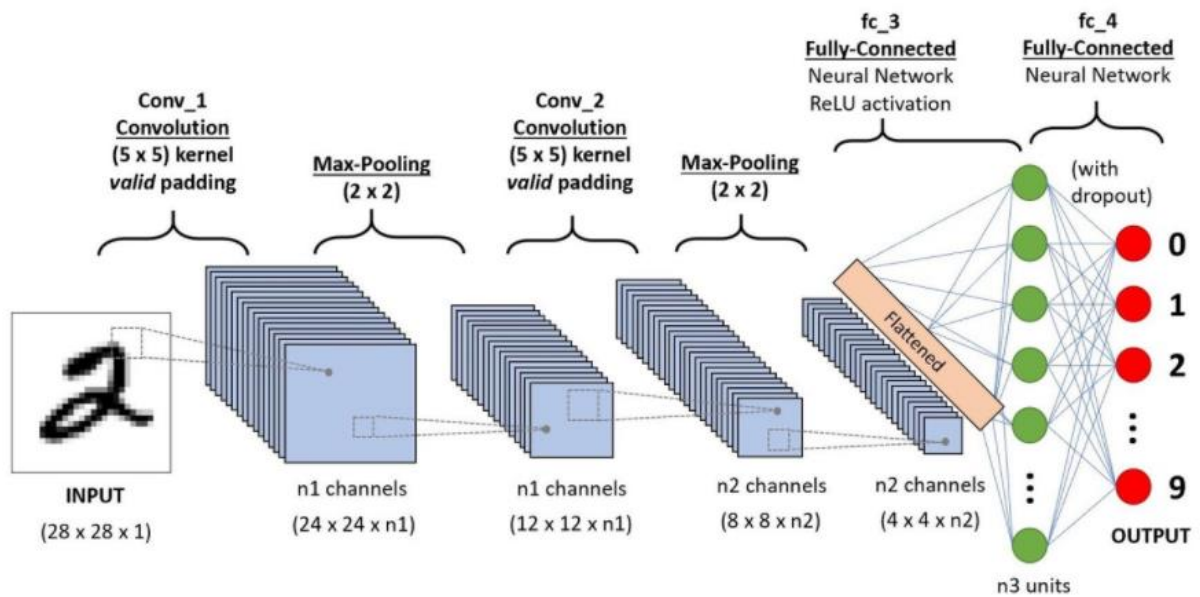 Conv_1
Convolution
(5 x 5) kernel
valid padding
Max-Pooling
(2 x 2)
Conv_2
Convolution
(5 x 5) kernel
valid padding
Max-Pooling
(2 x 2)
fc_3
Fully-Connected
Neural Network
ReLU activation
fc_4
Fully-Connected
Neural Network
(with
dropout)
2
INPUT
(28 x 28 x 1)
n1 channels
(24 x 24 x n1)
n1 channels
(12 x 12 x n1)
n2 channels
(8 x 8 x n2)
n2 channels
(4 x 4 x n2)
Flattened
n3 units
0
1
2
9
OUTPUT